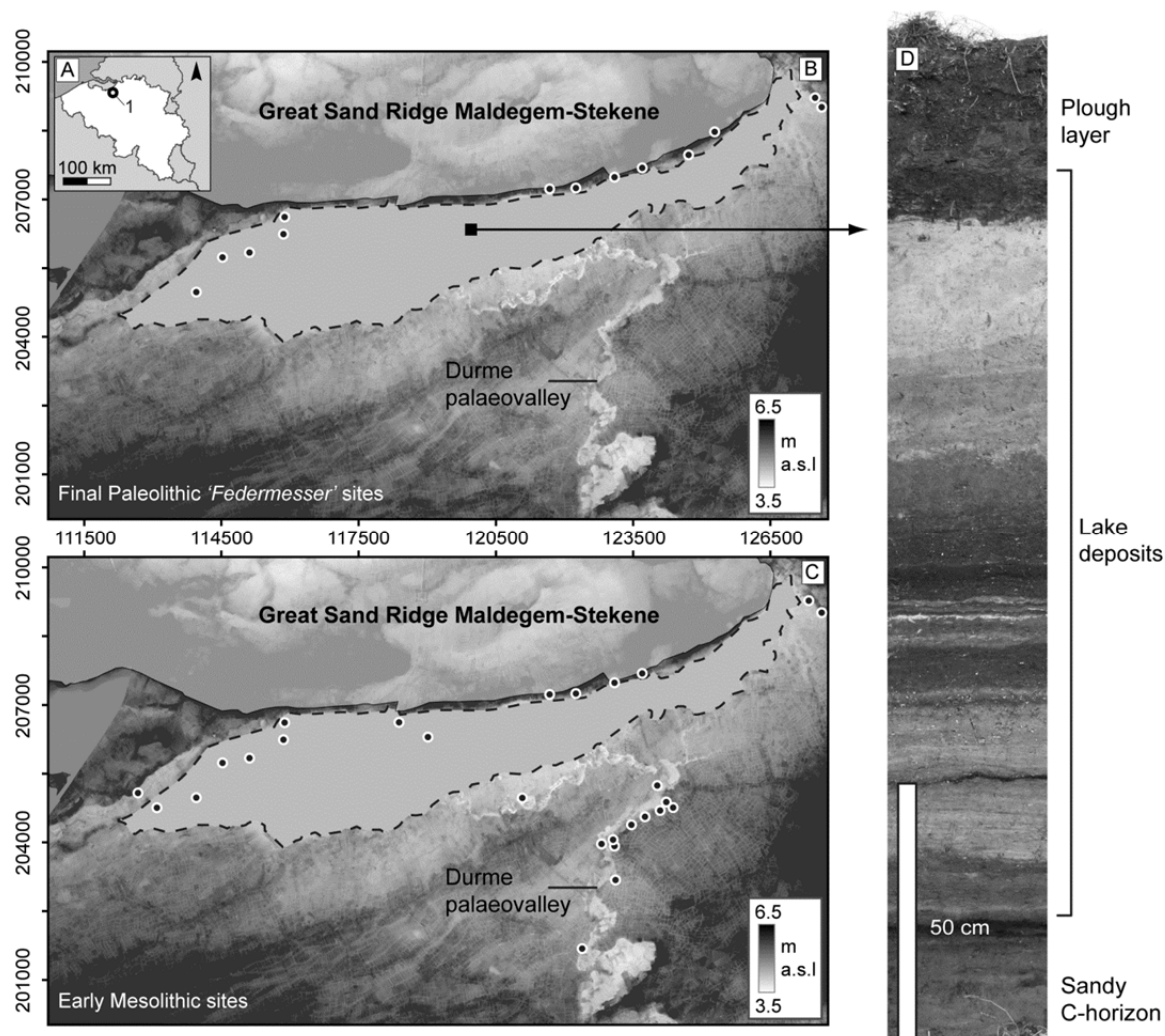 A
1
100 km
B
Great Sand Ridge Maldegem-Stekene
210000
207000
204000
201000
Durme
palaeovalley
6.5
m
a.s.l
3.5
Final Paleolithic 'Federmesser' sites
111500 114500 117500 120500 123500 126500
C
Great Sand Ridge Maldegem-Stekene
210000
207000
204000
201000
Durme
palaeovalley
6.5
m
a.s.l
3.5
Early Mesolithic sites
D
Plough
layer
Lake
deposits
50 cm
Sandy
C-horizon